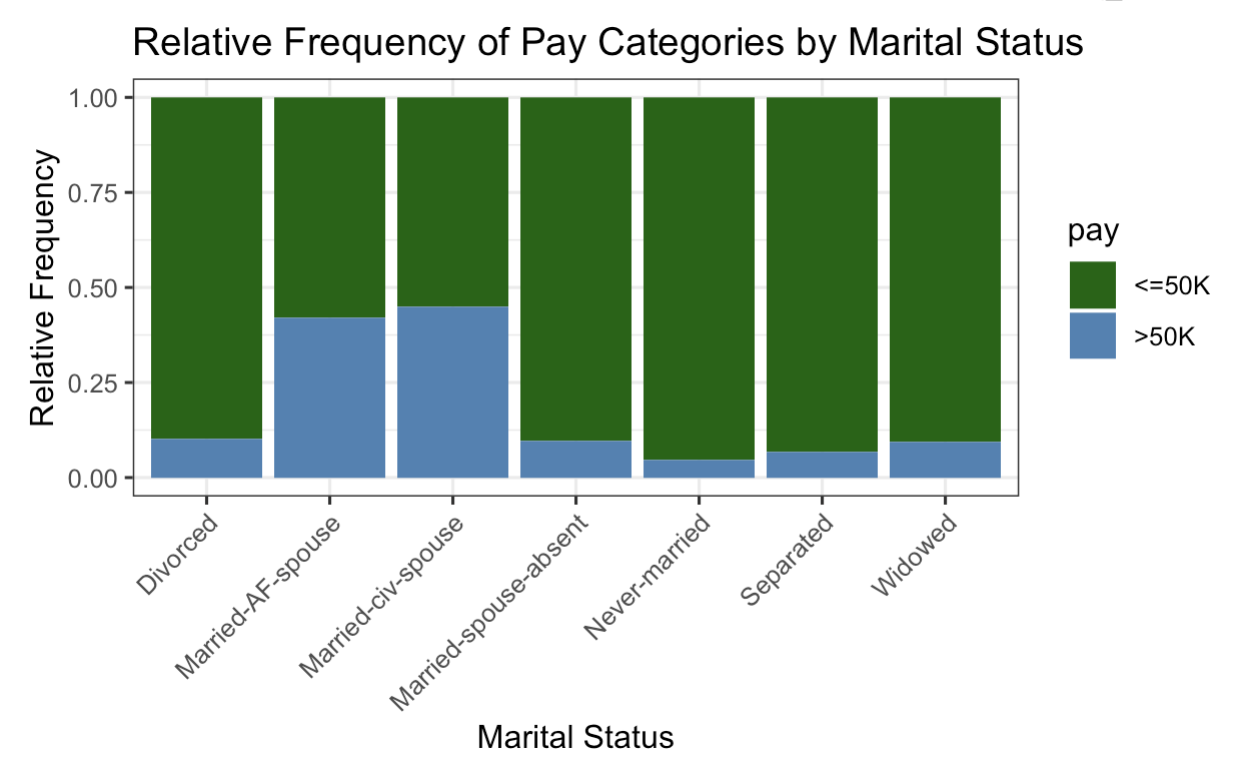 Relative Frequency of Pay Categories by Marital Status
1.00
0.75
0.50
0.25
0.00
Relative Frequency
Divorced
Married-AF-spouse
Married-civ-spouse
Married-spouse-absent
Never-married
Separated
Widowed
Marital Status
pay
<=50K
>50K